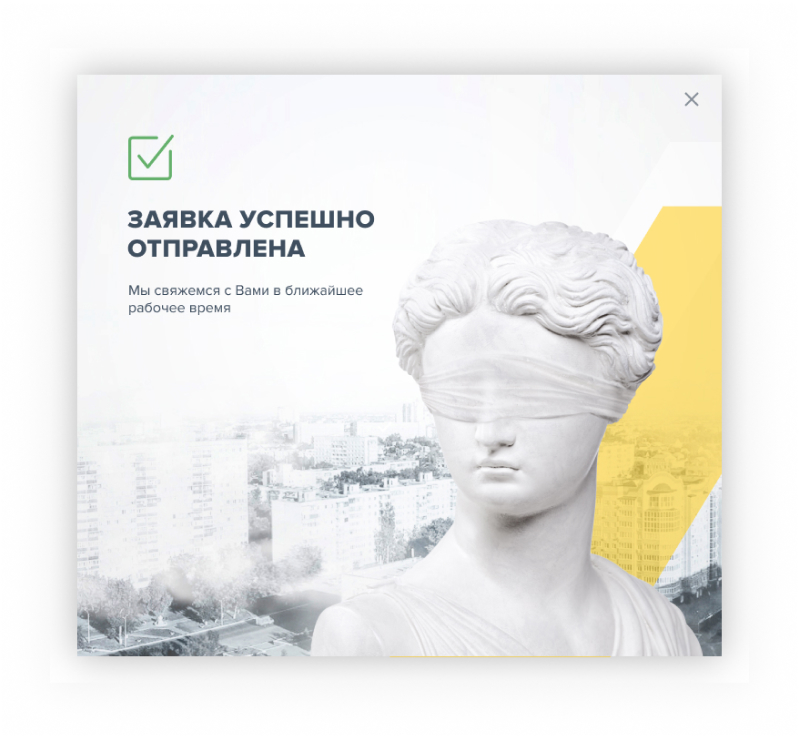 ЗАЯВКА УСПЕШНО
ОТПРАВЛЕНА
Мы свяжемся с Вами в ближайшее
рабочее время